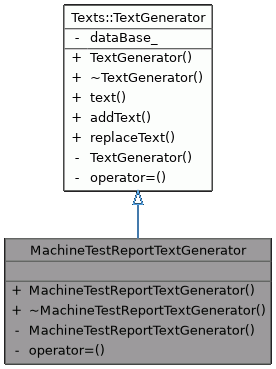 Texts::TextGenerator
- dataBase_
+ TextGenerator()
+ ~TextGenerator()
+ text()
+ addText()
+ replaceText()
- TextGenerator()
- operator=()
MachineTestReportTextGenerator
+ MachineTestReportTextGenerator()
+ ~MachineTestReportTextGenerator()
- MachineTestReportTextGenerator()
- operator=()